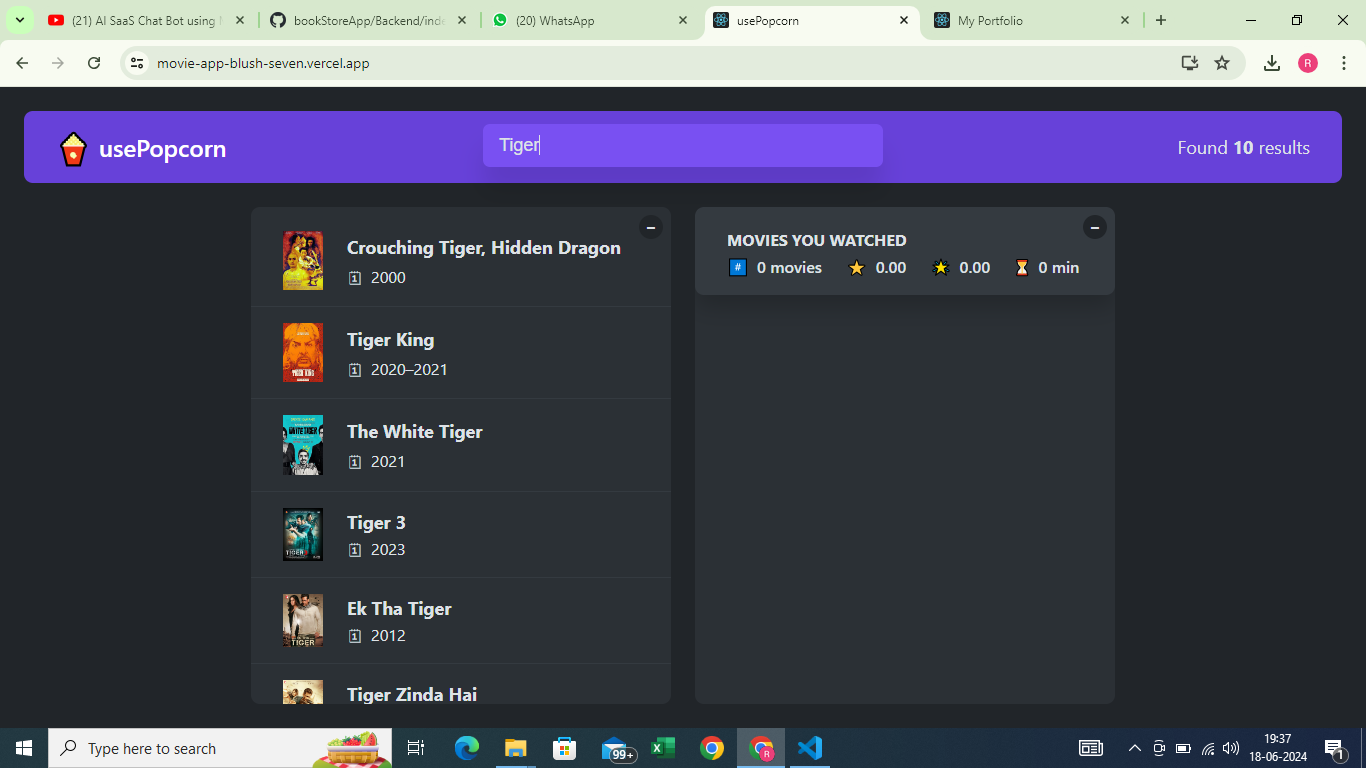 (21) AI SaaS Chat Bot using
bookStoreApp/Backend/inde
(20) WhatsApp
usePopcorn
My Portfolio
movie-app-blush-seven.vercel.app
R
usePopcorn
Tiger
Found 10 results
Crouching Tiger, Hidden Dragon
2000
Tiger King
2020–2021
The White Tiger
2021
Tiger 3
2023
Ek Tha Tiger
2012
Tiger Zinda Hai
MOVIES YOU WATCHED
# 0 movies 0.00 0.00 0 min
Type here to search
99+
R
19:37
18-06-2024
1